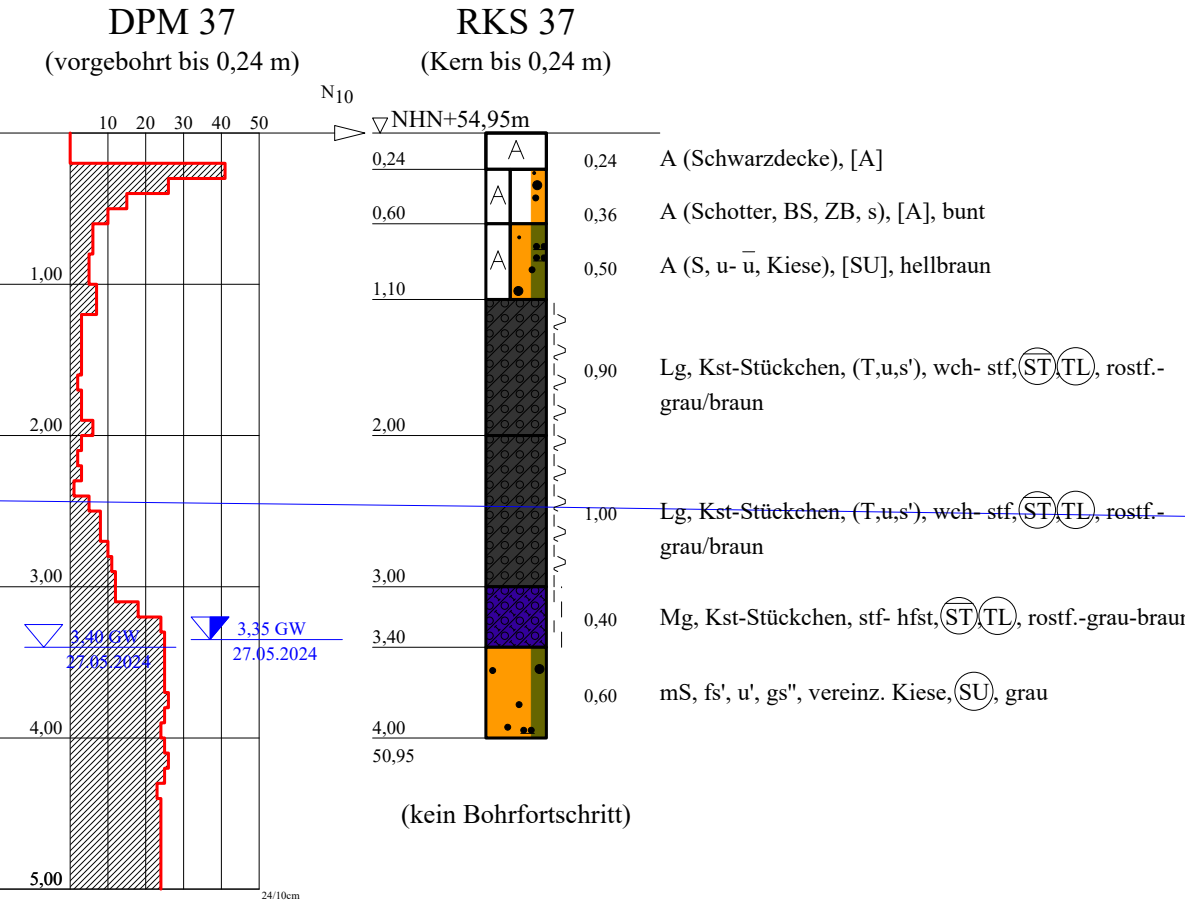 DPM 37
(vorgebohrt bis 0,24 m)
RKS 37
(Kern bis 0,24 m)
N10
10 20 30 40 50
NHN+54,95m
A
0,24
0,24
A (Schwarzdecke), [A]
A
0,60
0,36
A (Schotter, BS, ZB, s), [A], bunt
A
1,00
1,10
0,50
A (S, u- u̅, Kiese), [SU], hellbraun
0,90
Lg, Kst-Stückchen, (T,u,s'), wch- stf, S̅T̅, TL, rostf.-
grau/braun
2,00
2,00
1,00
Lg, Kst-Stückchen, (T,u,s'), wch- stf, S̅T̅, TL, rostf.-
grau/braun
3,00
3,00
3,40 GW
27.05.2024
3,35 GW
27.05.2024
3,40
0,40
Mg, Kst-Stückchen, stf- hfst, S̅T̅, TL, rostf.-grau-braun
0,60
mS, fs', u', gs", vereinz. Kiese, SU, grau
4,00
4,00
50,95
(kein Bohrfortschritt)
5,00
24/10cm